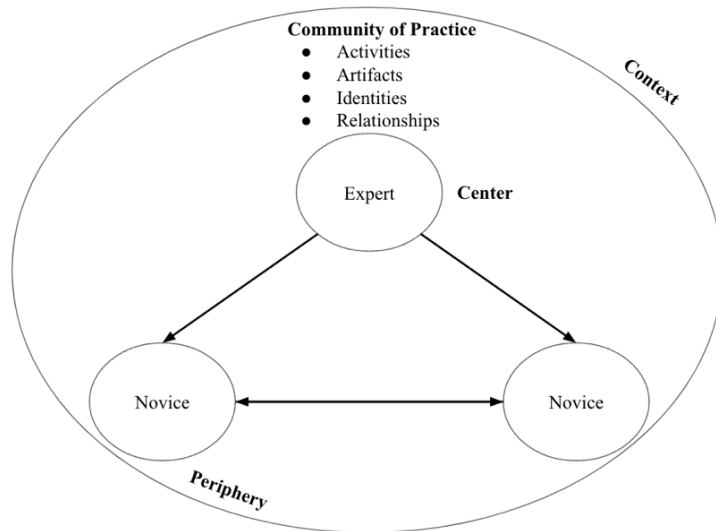 Community of Practice
● Activities
● Artifacts
● Identities
● Relationships
Context
Expert
Center
Novice
Novice
Periphery